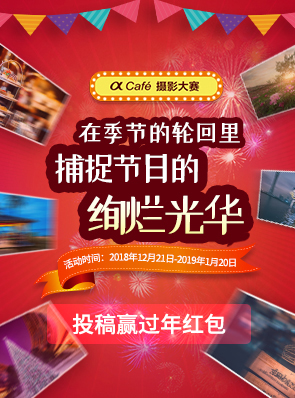 α Café 摄影大赛
在季节的轮回里
捕捉节日的
绚烂光华
活动时间：2018年12月21日-2019年1月20日
投稿赢过年红包